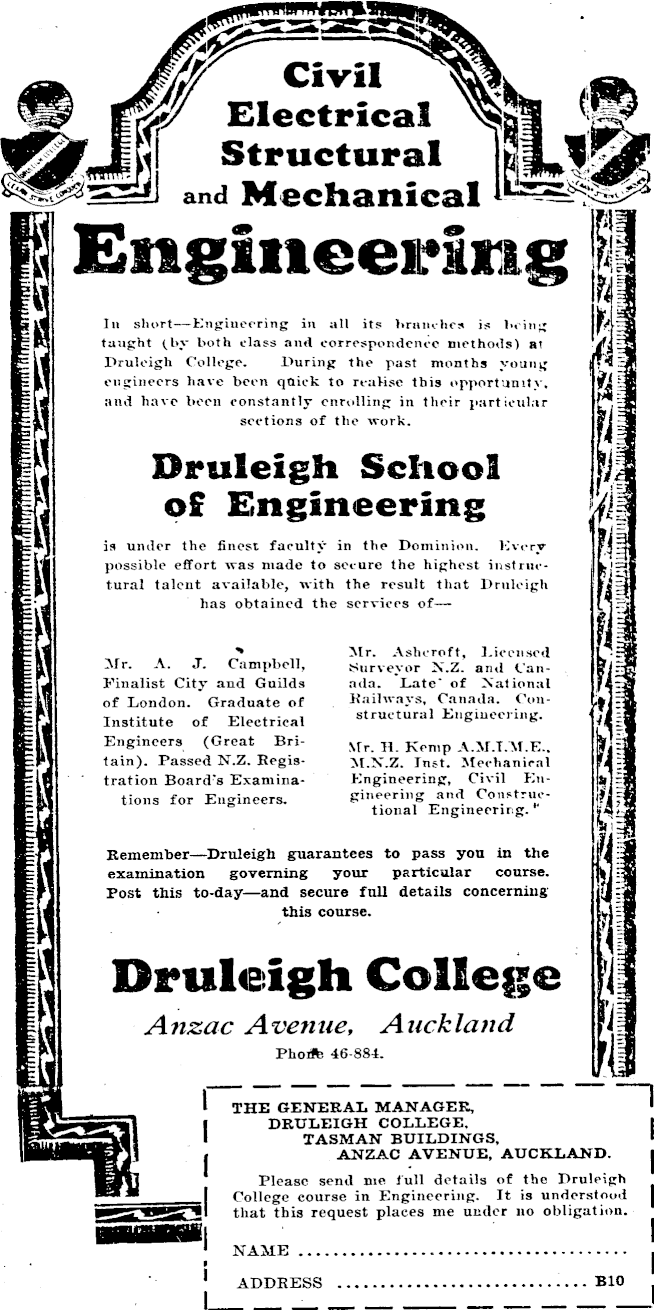 Civil
Electrical
Structural
and Mechanical
Engineering
In short—Engineering in all its branches is being
taught (by both class and correspondence methods) at
Druleigh College. During the past months young
engineers have been quick to realise this opportunity,
and have been constantly enrolling in their particular
sections of the work.
Druleigh School
of Engineering
is under the finest faculty in the Dominion. Every
possible effort was made to secure the highest instruc-
tural talent available, with the result that Druleigh
has obtained the services of—
Mr. A. J. Campbell,
Finalist City and Guilds
of London. Graduate of
Institute of Electrical
Engineers (Great Bri-
tain). Passed N.Z. Regis-
tration Board's Examina-
tions for Engineers.
Mr. Ashcroft, Licensed
Surveyor N.Z. and Can-
ada. Late of National
Railways, Canada. Con-
structural Engineering.
Mr. H. Kemp A.M.I.M.E.,
M.N.Z. Inst. Mechanical
Engineering, Civil En-
gineering and Construc-
tional Engineering."
Remember—Druleigh guarantees to pass you in the
examination governing your particular course.
Post this to-day—and secure full details concerning
this course.
Druleigh College
Anzac Avenue, Auckland
Phone 46-884.
THE GENERAL MANAGER,
DRULEIGH COLLEGE,
TASMAN BUILDINGS,
ANZAC AVENUE, AUCKLAND.
Please send me full details of the Druleigh
College course in Engineering. It is understood
that this request places me under no obligation.
NAME ......................................
ADDRESS ............................. B10